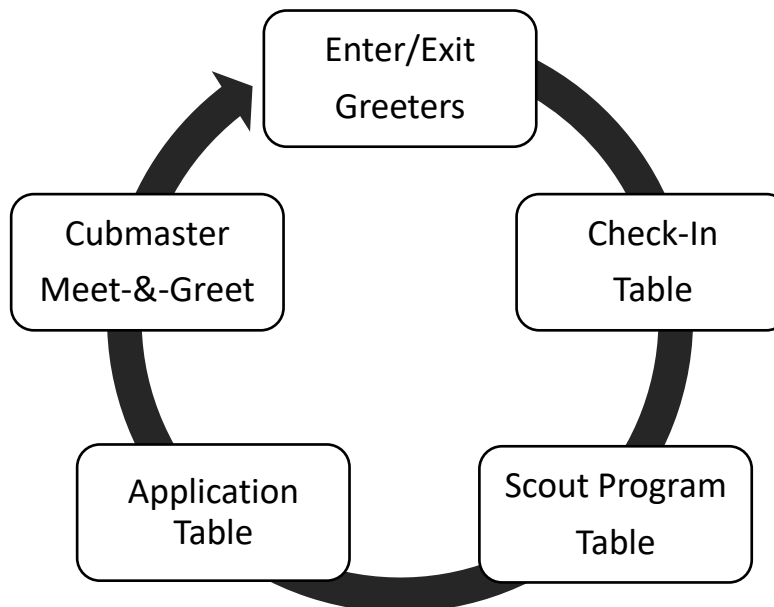 Enter/Exit
Greeters
Check-In
Table
Scout Program
Table
Application
Table
Cubmaster
Meet-&-Greet